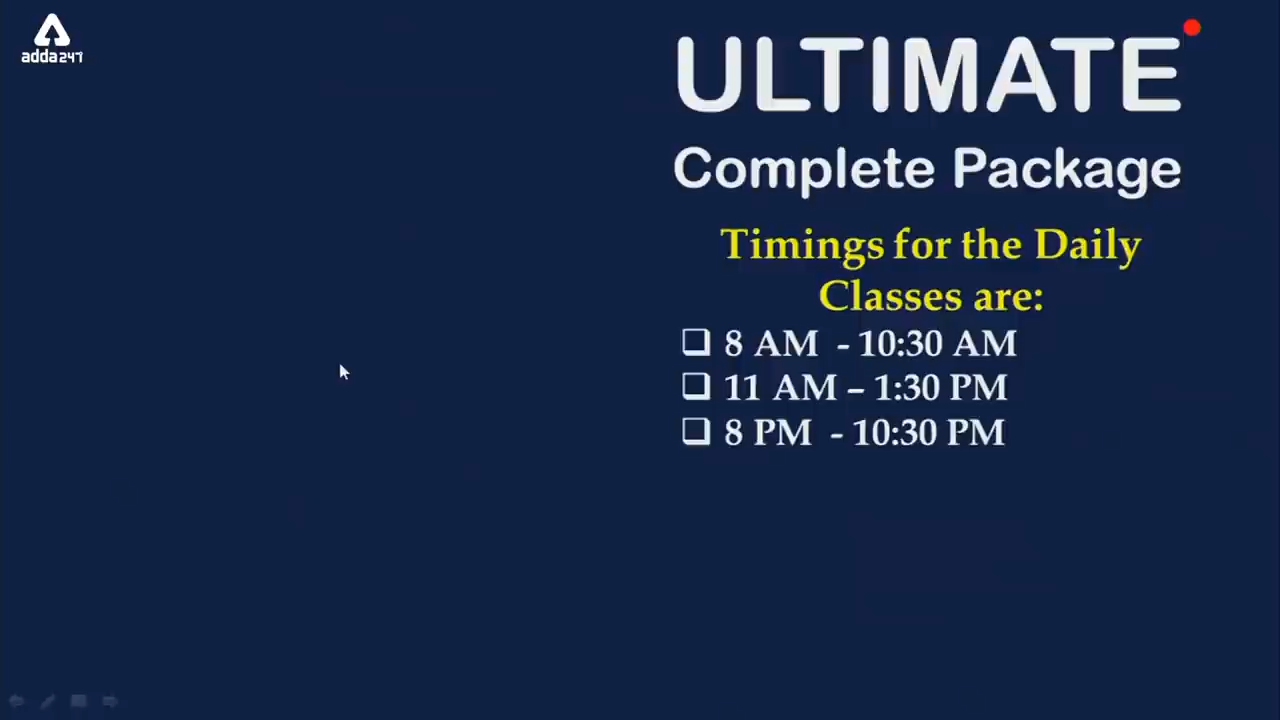 adda247
ULTIMATE
Complete Package
Timings for the Daily
Classes are:
❑ 8 AM - 10:30 AM
❑ 11 AM – 1:30 PM
❑ 8 PM - 10:30 PM